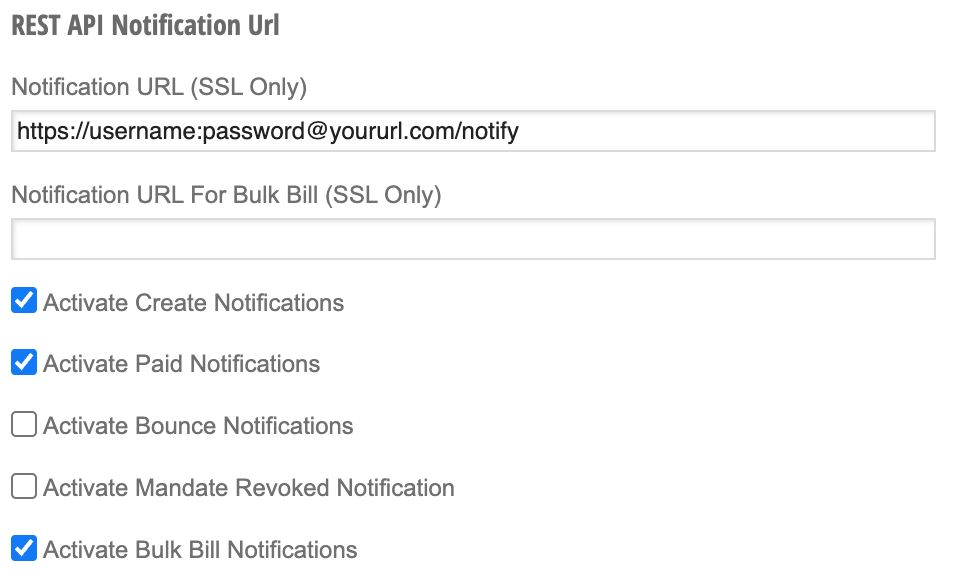 REST API Notification Url
Notification URL (SSL Only)
https://username:password@yoururl.com/notify
Notification URL For Bulk Bill (SSL Only)
Activate Create Notifications
Activate Paid Notifications
Activate Bounce Notifications
Activate Mandate Revoked Notification
Activate Bulk Bill Notifications